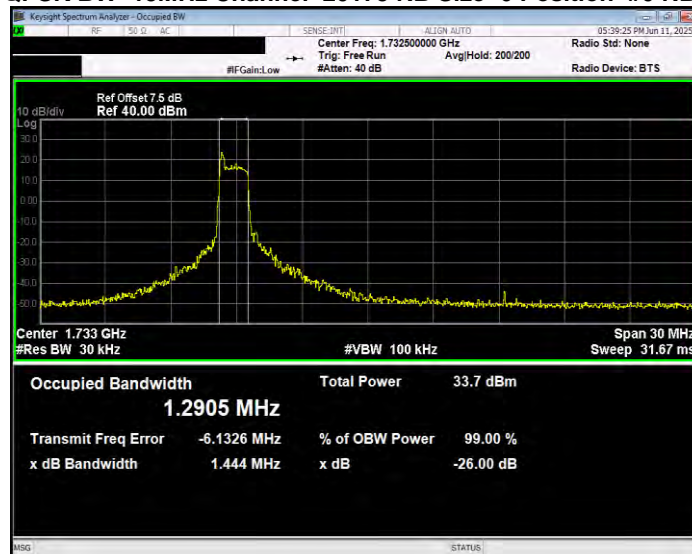 Keysight Spectrum Analyzer - Occupied BW
RF 50 Ω AC SENSE:INT ALIGN AUTO 05:39:25 PM Jun 11, 2025
Center Freq: 1.732500000 GHz Radio Std: None
Trig: Free Run Avg|Hold: 200/200
#IFGain:Low #Atten: 40 dB Radio Device: BTS
Ref Offset 7.5 dB
10 dB/div Ref 40.00 dBm
Log
30.0
20.0
10.0
0.00
-10.0
-20.0
-30.0
-40.0
-50.0
Center 1.733 GHz Span 30 MHz
#Res BW 30 kHz #VBW 100 kHz Sweep 31.67 ms
Occupied Bandwidth Total Power 33.7 dBm
1.2905 MHz
Transmit Freq Error -6.1326 MHz % of OBW Power 99.00 %
x dB Bandwidth 1.444 MHz x dB -26.00 dB
MSG STATUS